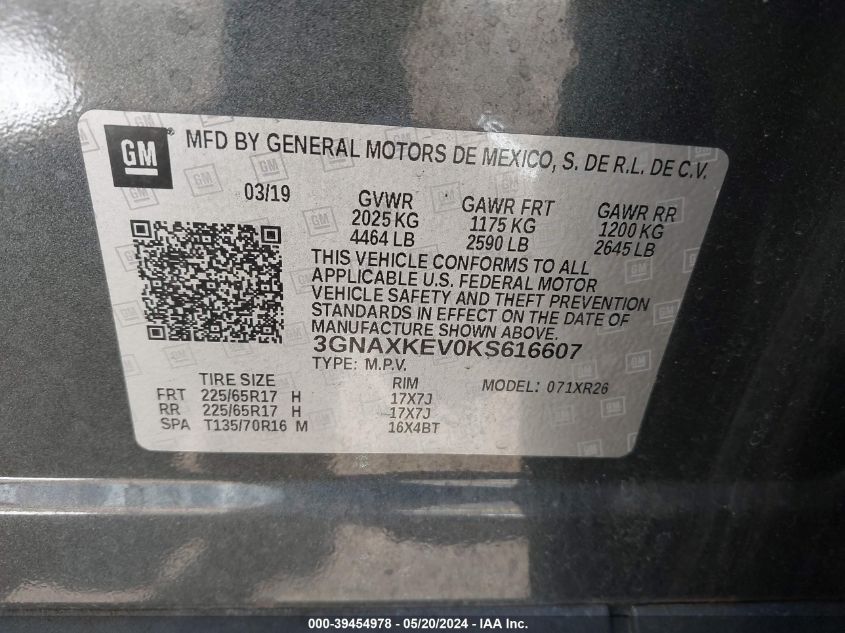 GM ® MFD BY GENERAL MOTORS DE MEXICO, S. DE R.L. DE C.V.
03/19
GVWR GAWR FRT GAWR RR
2025 KG 1175 KG 1200 KG
4464 LB 2590 LB 2645 LB
THIS VEHICLE CONFORMS TO ALL
APPLICABLE U.S. FEDERAL MOTOR
VEHICLE SAFETY AND THEFT PREVENTION
STANDARDS IN EFFECT ON THE DATE OF
MANUFACTURE SHOWN ABOVE.
3GNAXKEV0KS616607
TYPE: M.P.V.
TIRE SIZE RIM MODEL: 071XR26
FRT 225/65R17 H 17X7J
RR 225/65R17 H 17X7J
SPA T135/70R16 M 16X4BT
000-39454978 - 05/20/2024 - IAA Inc.